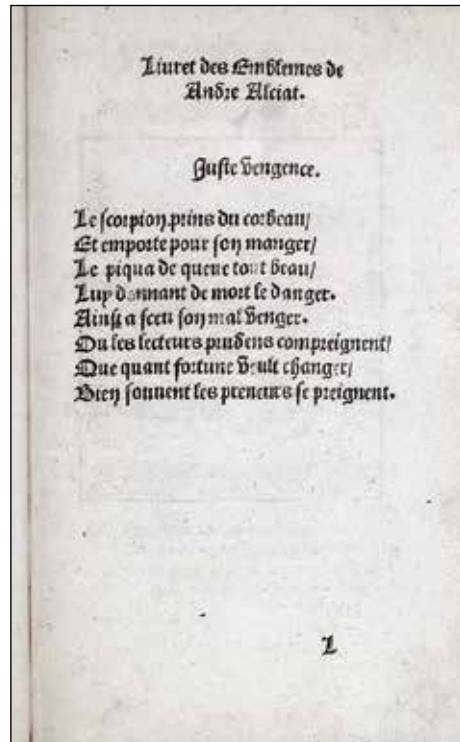 Liuret des Emblemes de
Andre Alciat.
Juste vengence.
Le scorpion prins du corbeau/
Et emporte pour son manger/
Le piqua de queue tout beau/
Luy donnant de mort le danger.
Ainsi a sceu son mal venger.
Ou les lecteurs prudens compreignent/
Que quant fortune veult changer/
Bien souuent les preneurs se preignent.
L